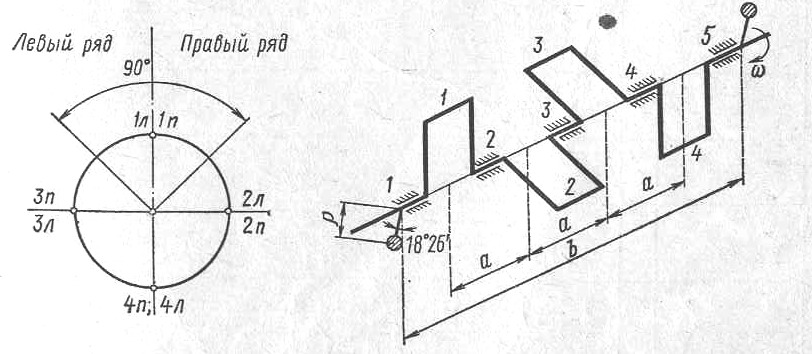 Левый ряд Правый ряд
90°
1л 1п
3п 2л
3л 2п
4п; 4л
1
2
3
4
1
2
3
4
5
ω
ρ
18°26'
a
a
a
b